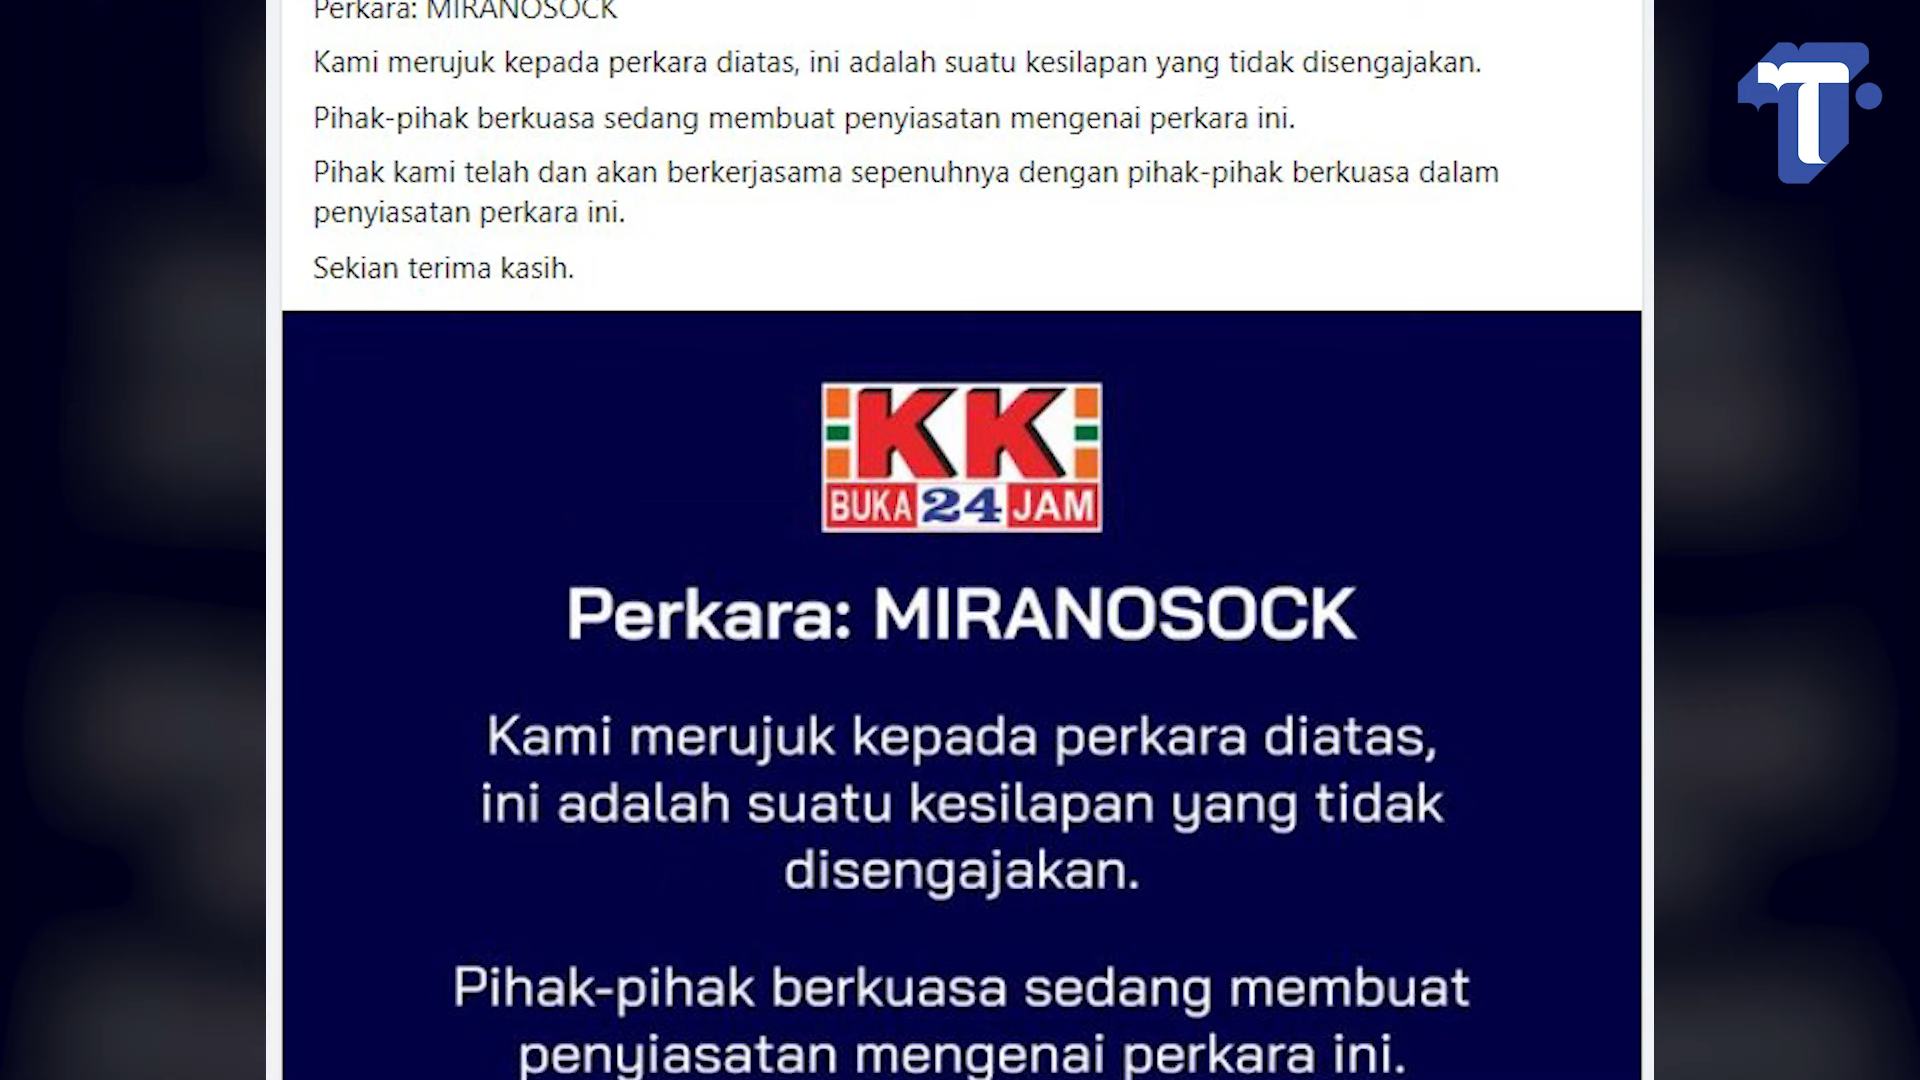 Perkara: MIRANOSOCK
Kami merujuk kepada perkara diatas, ini adalah suatu kesilapan yang tidak disengajakan.
Pihak-pihak berkuasa sedang membuat penyiasatan mengenai perkara ini.
Pihak kami telah dan akan berkerjasama sepenuhnya dengan pihak-pihak berkuasa dalam
penyiasatan perkara ini.
Sekian terima kasih.
KK
BUKA 24 JAM
Perkara: MIRANOSOCK
Kami merujuk kepada perkara diatas,
ini adalah suatu kesilapan yang tidak
disengajakan.
Pihak-pihak berkuasa sedang membuat
penyiasatan mengenai perkara ini.